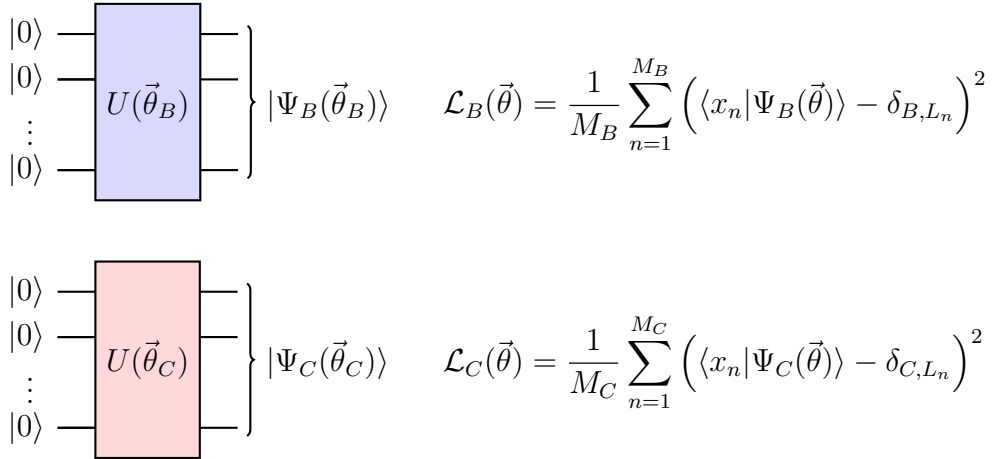 |0⟩
|0⟩
⋮
|0⟩
U(θ⃗_B)
|Ψ_B(θ⃗_B)⟩
ℒ_B(θ⃗) = 1/M_B ∑_{n=1}^{M_B} (⟨x_n|Ψ_B(θ⃗)⟩ − δ_{B,L_n})²
|0⟩
|0⟩
⋮
|0⟩
U(θ⃗_C)
|Ψ_C(θ⃗_C)⟩
ℒ_C(θ⃗) = 1/M_C ∑_{n=1}^{M_C} (⟨x_n|Ψ_C(θ⃗)⟩ − δ_{C,L_n})²